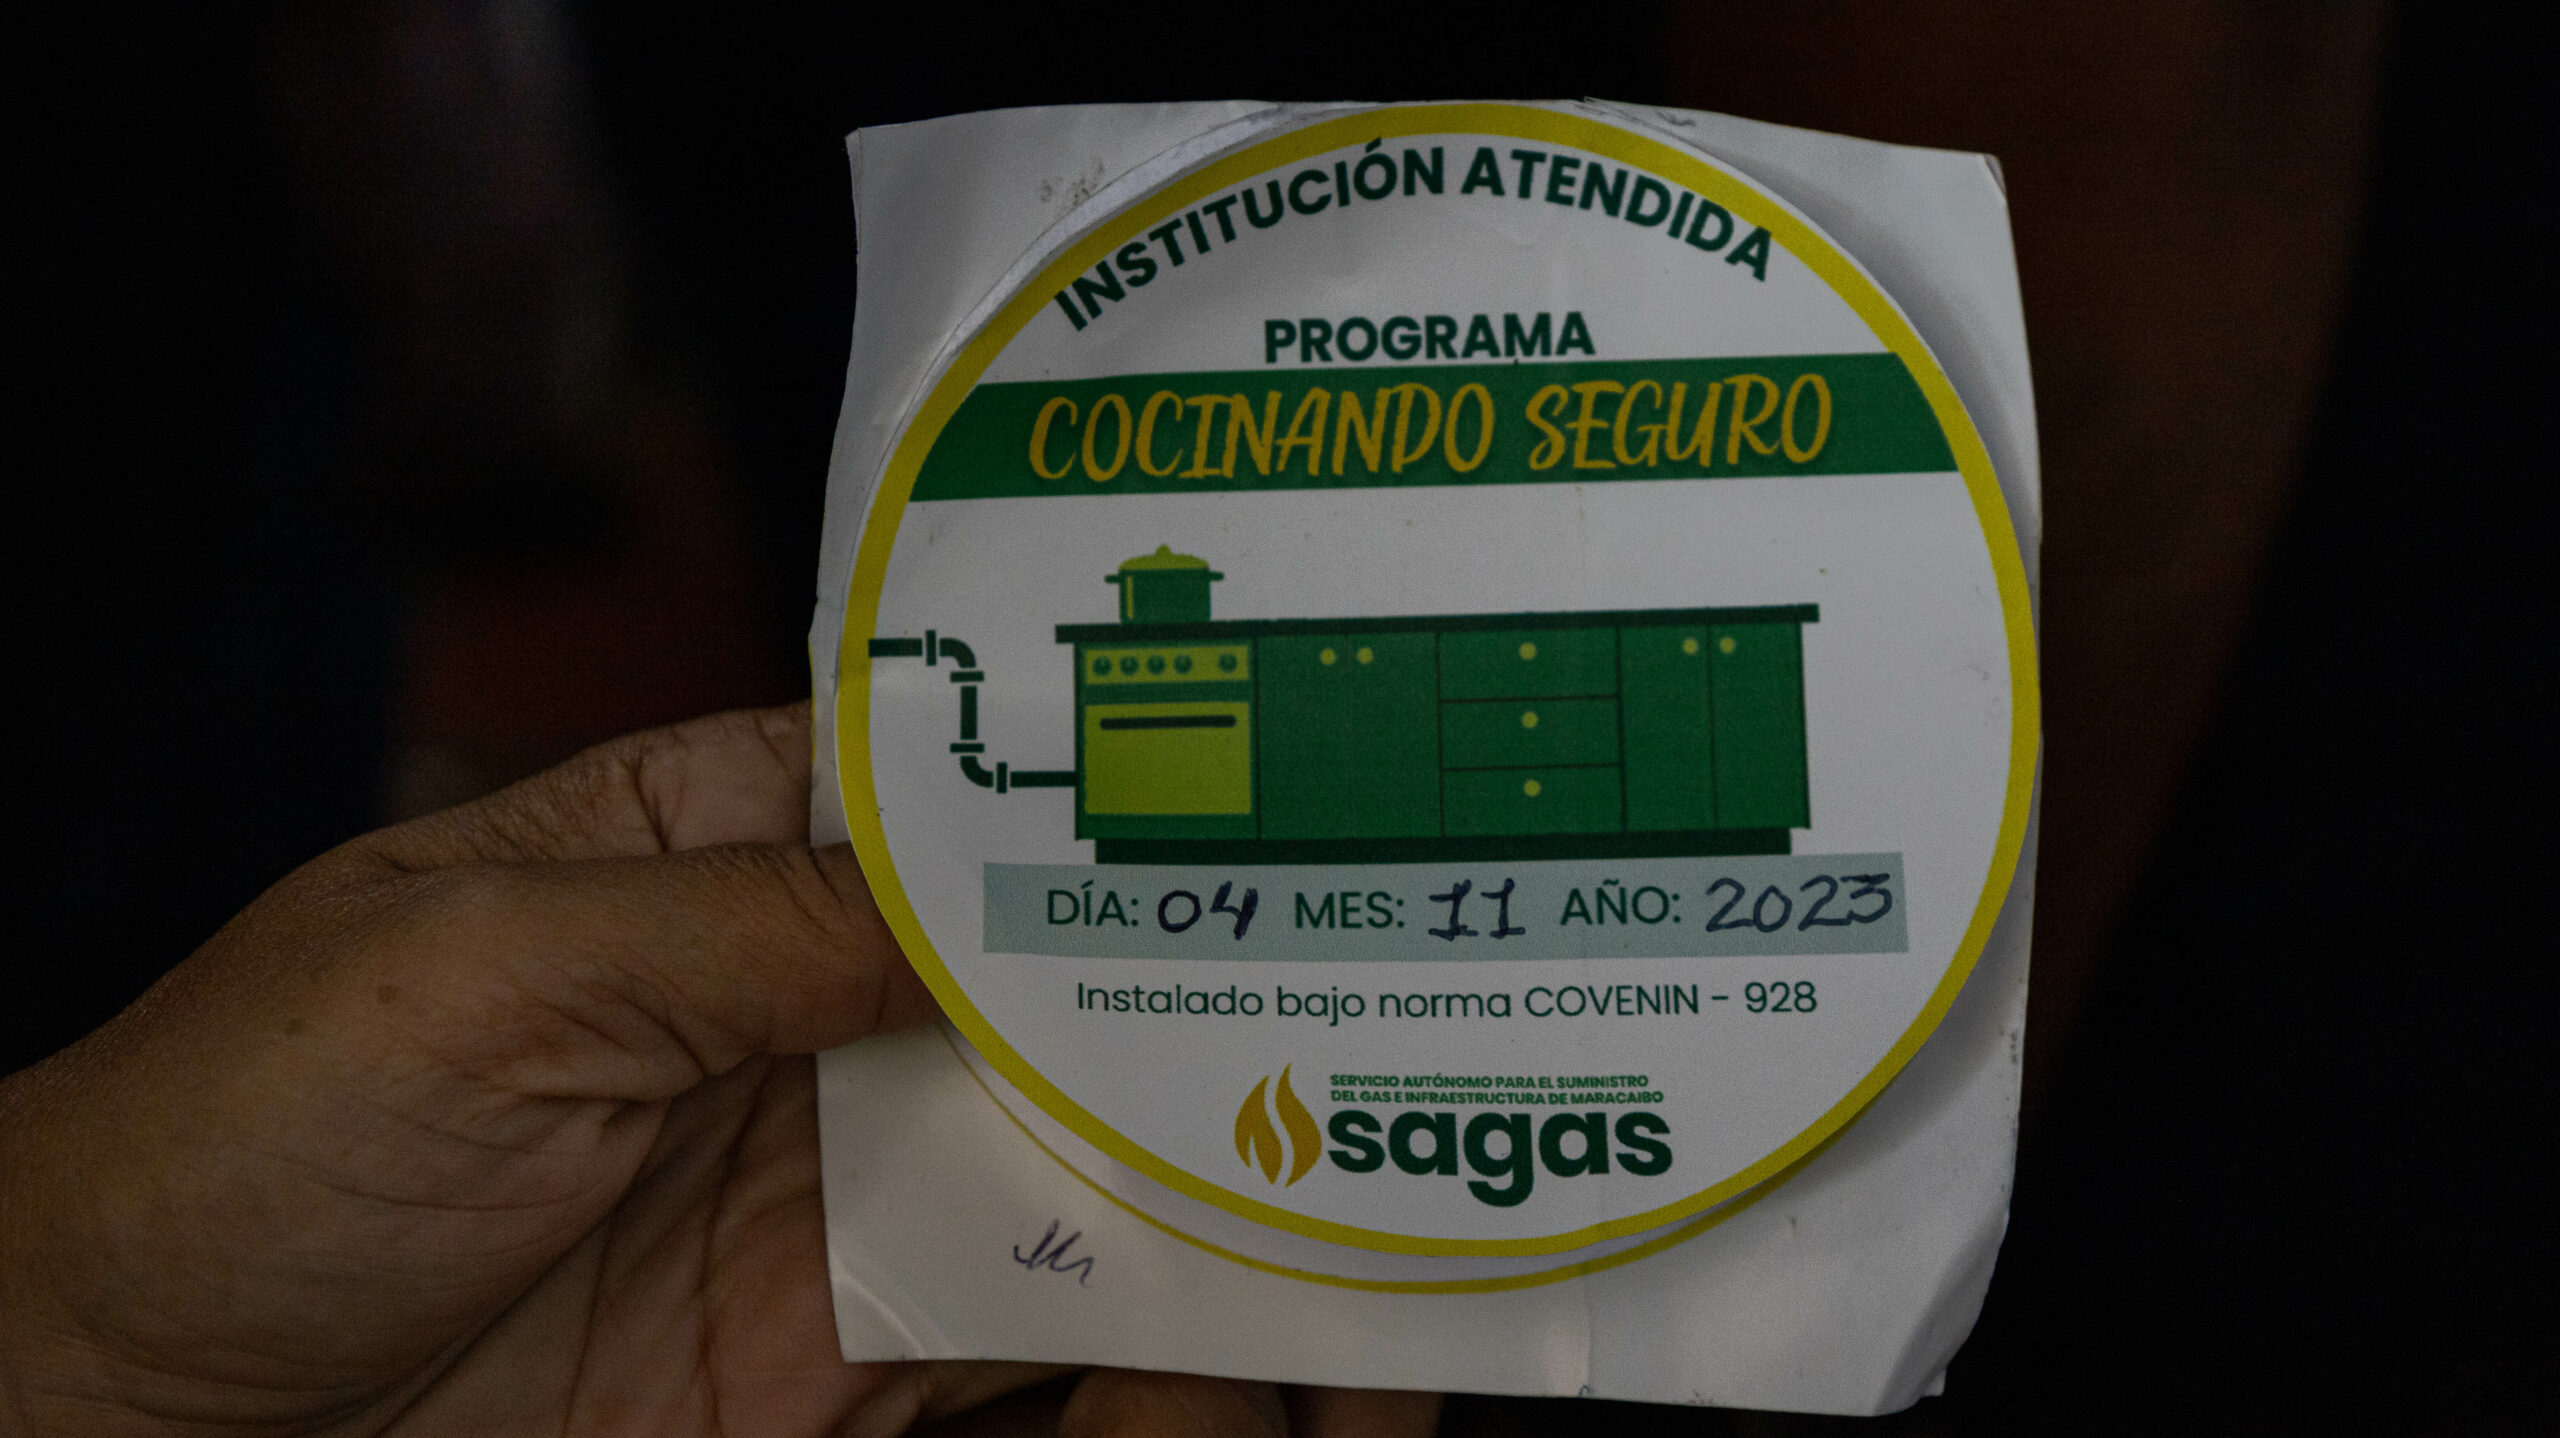 INSTITUCIÓN ATENDIDA
PROGRAMA
COCINANDO SEGURO
DÍA: 04 MES: 11 AÑO: 2023
Instalado bajo norma COVENIN - 928
SERVICIO AUTÓNOMO PARA EL SUMINISTRO
DEL GAS E INFRAESTRUCTURA DE MARACAIBO
sagas